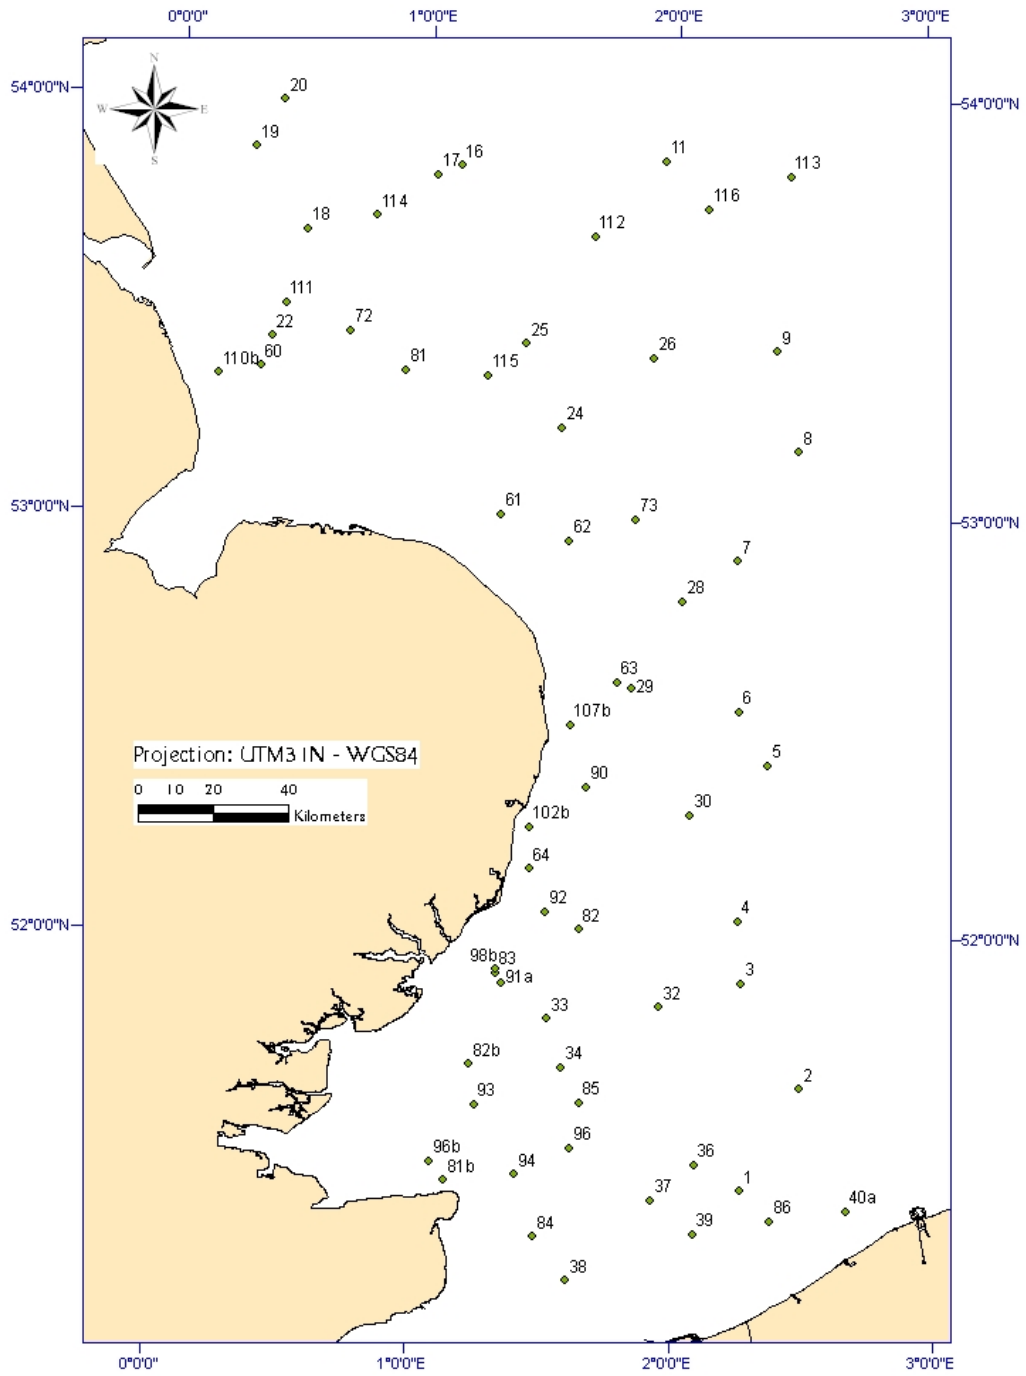 0°0'0" 1°0'0"E 2°0'0"E 3°0'0"E
54°0'0"N
54°0'0"N
N
W E
S
20
19
11
16
17
113
116
114
18
112
111
72
22
25
9
26
60
110b
81
115
24
8
61
73
62
53°0'0"N
53°0'0"N
7
28
63
29
6
107b
Projection: UTM31N - WGS84
5
90
0 10 20 40
Kilometers
30
102b
64
92
4
82
52°0'0"N
52°0'0"N
98b 83
3
91a
32
33
82b
34
2
93
85
96
96b
36
94
81b
1
37
40a
86
84
39
38
0°0'0" 1°0'0"E 2°0'0"E 3°0'0"E